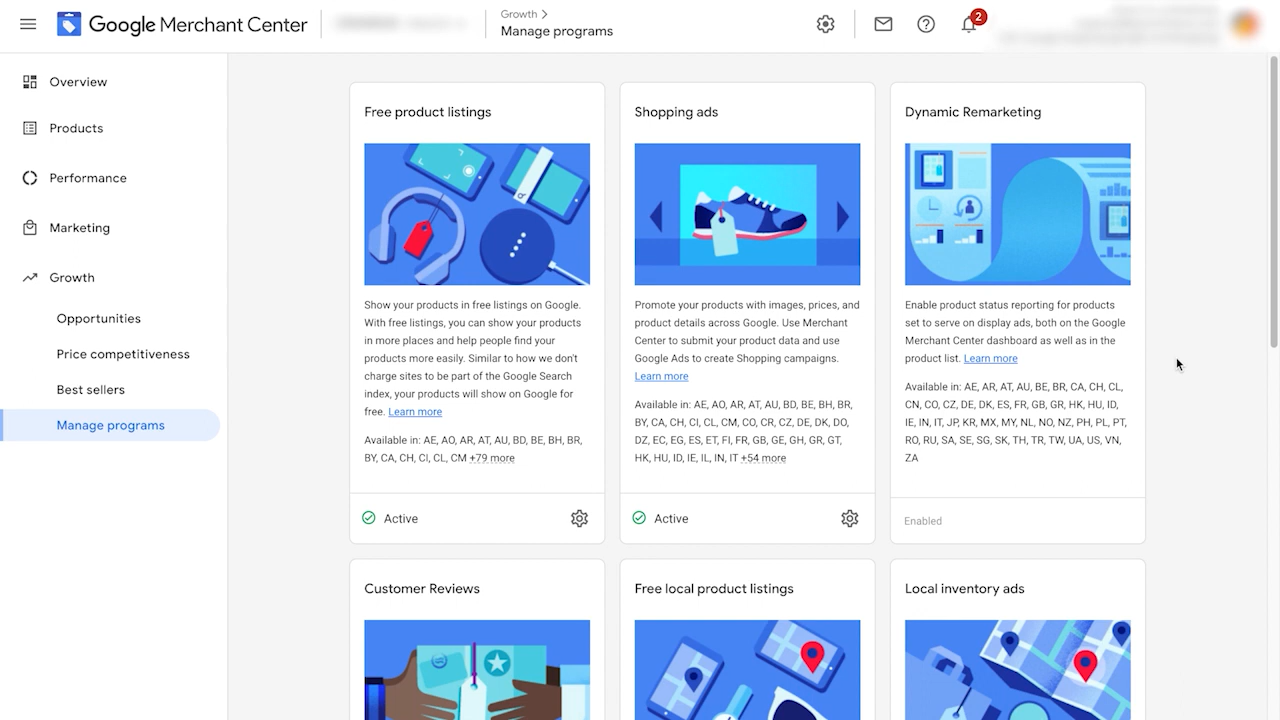 Google Merchant Center
Growth
Manage programs
2
Overview
Products
Performance
Marketing
Growth
Opportunities
Price competitiveness
Best sellers
Manage programs
Free product listings
Show your products in free listings on Google.
With free listings, you can show your products
in more places and help people find your
products more easily. Similar to how we don't
charge sites to be part of the Google Search
index, your products will show on Google for
free. Learn more
Available in: AE, AO, AR, AT, AU, BD, BE, BH, BR,
BY, CA, CH, CI, CL, CM +79 more
Active
Shopping ads
Promote your products with images, prices, and
product details across Google. Use Merchant
Center to submit your product data and use
Google Ads to create Shopping campaigns.
Learn more
Available in: AE, AO, AR, AT, AU, BD, BE, BH, BR,
BY, CA, CH, CI, CL, CM, CO, CR, CZ, DE, DK, DO,
DZ, EC, EG, ES, ET, FI, FR, GB, GE, GH, GR, GT,
HK, HU, ID, IE, IL, IN, IT +54 more
Active
Dynamic Remarketing
Enable product status reporting for products
set to serve on display ads, both on the Google
Merchant Center dashboard as well as in the
product list. Learn more
Available in: AE, AR, AT, AU, BE, BR, CA, CH, CL,
CN, CO, CZ, DE, DK, ES, FR, GB, GR, HK, HU, ID,
IE, IN, IT, JP, KR, MX, MY, NL, NO, NZ, PH, PL, PT,
RO, RU, SA, SE, SG, SK, TH, TR, TW, UA, US, VN,
ZA
Enabled
Customer Reviews
Free local product listings
Local inventory ads